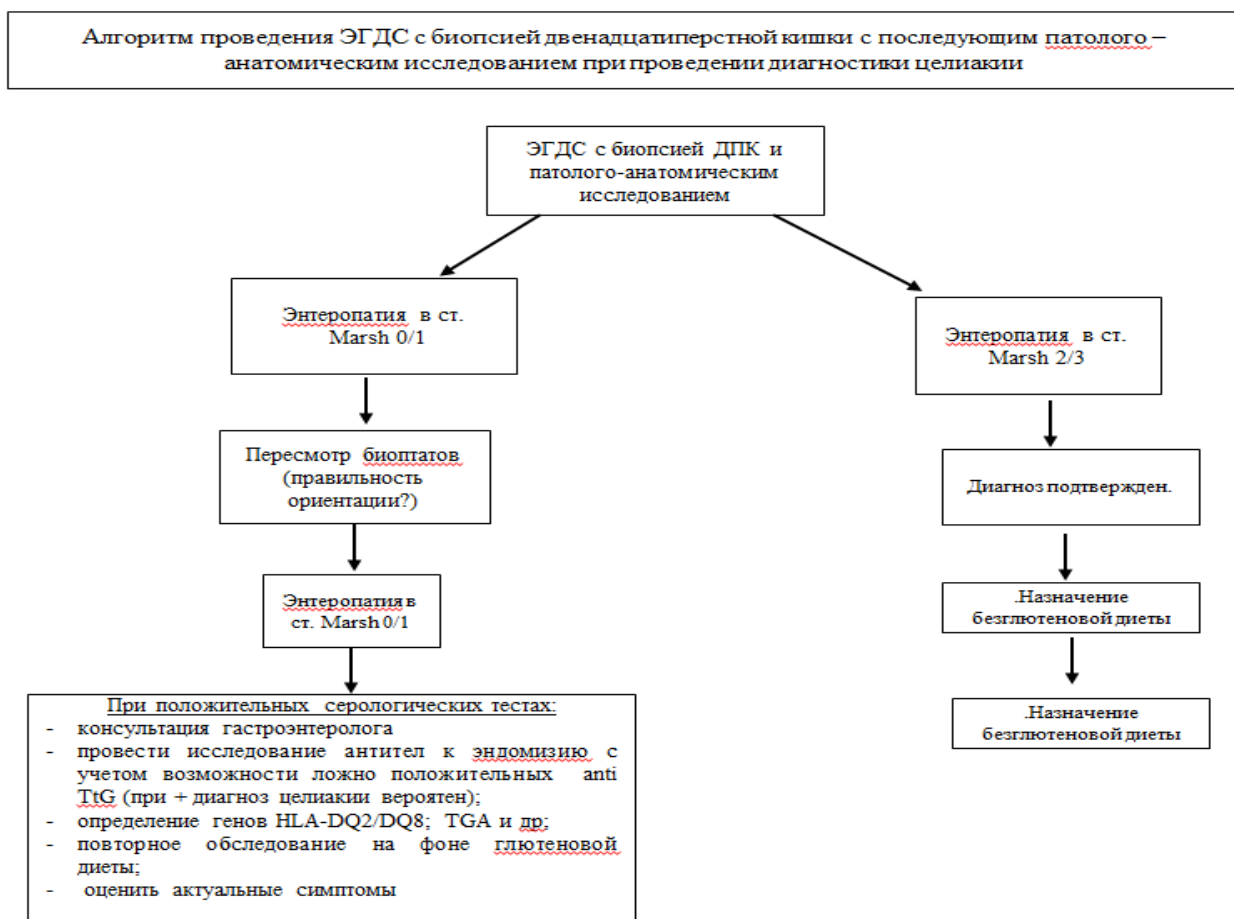 Алгоритм проведения ЭГДС с биопсией двенадцатиперстной кишки с последующим патолого –
анатомическим исследованием при проведении диагностики целиакии
ЭГДС с биопсией ДПК и
патолого-анатомическим
исследованием
Энтеропатия в ст.
Marsh 0/1
Пересмотр биоптатов
(правильность
ориентации?)
Энтеропатия в
ст. Marsh 0/1
При положительных серологических тестах:
- консультация гастроэнтеролога
- провести исследование антител к эндомизию с
учетом возможности ложно положительных anti
TtG (при + диагноз целиакии вероятен);
- определение генов HLA-DQ2/DQ8; TGA и др;
- повторное обследование на фоне глютеновой
диеты;
- оценить актуальные симптомы
Энтеропатия в ст.
Marsh 2/3
Диагноз подтвержден.
.Назначение
безглютеновой диеты
.Назначение
безглютеновой диеты